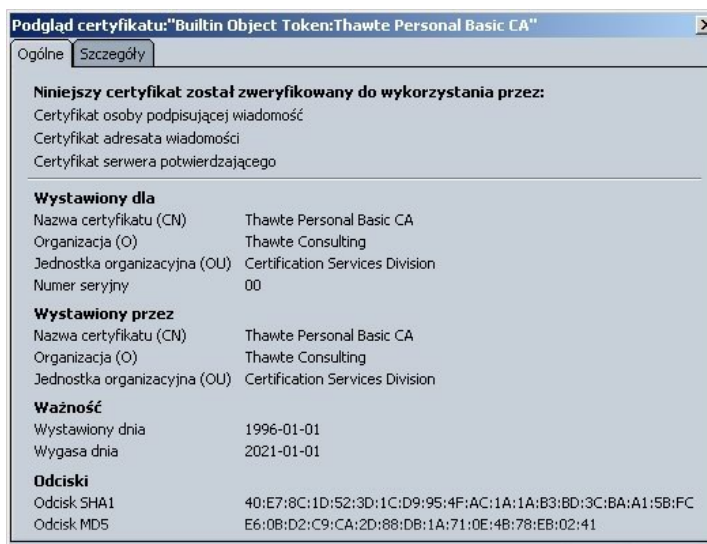 Podgląd certyfikatu:"Builtin Object Token:Thawte Personal Basic CA"
Ogólne Szczegóły
Niniejszy certyfikat został zweryfikowany do wykorzystania przez:
Certyfikat osoby podpisującej wiadomość
Certyfikat adresata wiadomości
Certyfikat serwera potwierdzającego
Wystawiony dla
Nazwa certyfikatu (CN) Thawte Personal Basic CA
Organizacja (O) Thawte Consulting
Jednostka organizacyjna (OU) Certification Services Division
Numer seryjny 00
Wystawiony przez
Nazwa certyfikatu (CN) Thawte Personal Basic CA
Organizacja (O) Thawte Consulting
Jednostka organizacyjna (OU) Certification Services Division
Ważność
Wystawiony dnia 1996-01-01
Wygasa dnia 2021-01-01
Odciski
Odcisk SHA1 40:E7:8C:1D:52:3D:1C:D9:95:4F:AC:1A:1A:B3:BD:3C:BA:A1:5B:FC
Odcisk MD5 E6:0B:D2:C9:CA:2D:88:DB:1A:71:0E:4B:78:EB:02:41